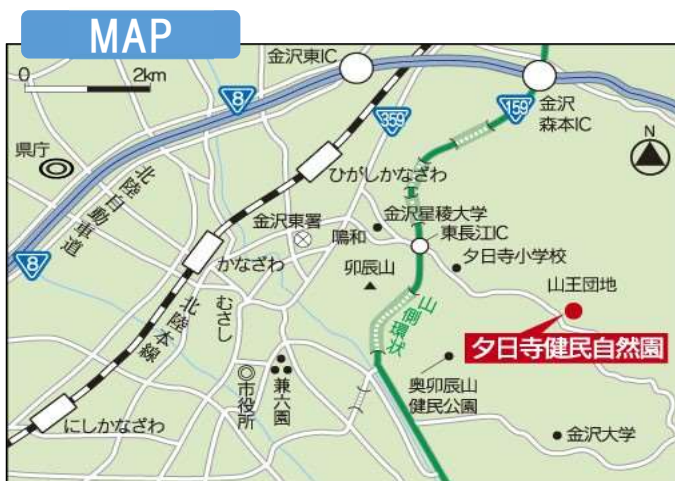 MAP
0 2km
金沢東IC
8
359
159
金沢
森本IC
N
県庁
ひがしかなざわ
北陸自動車道
金沢東署
金沢星稜大学
鳴和
東長江IC
夕日寺小学校
8
かなざわ
卯辰山
山王団地
むさし
北陸本線
山側環状
夕日寺健民自然園
市役所
兼六園
奥卯辰山
健民公園
にしかなざわ
金沢大学